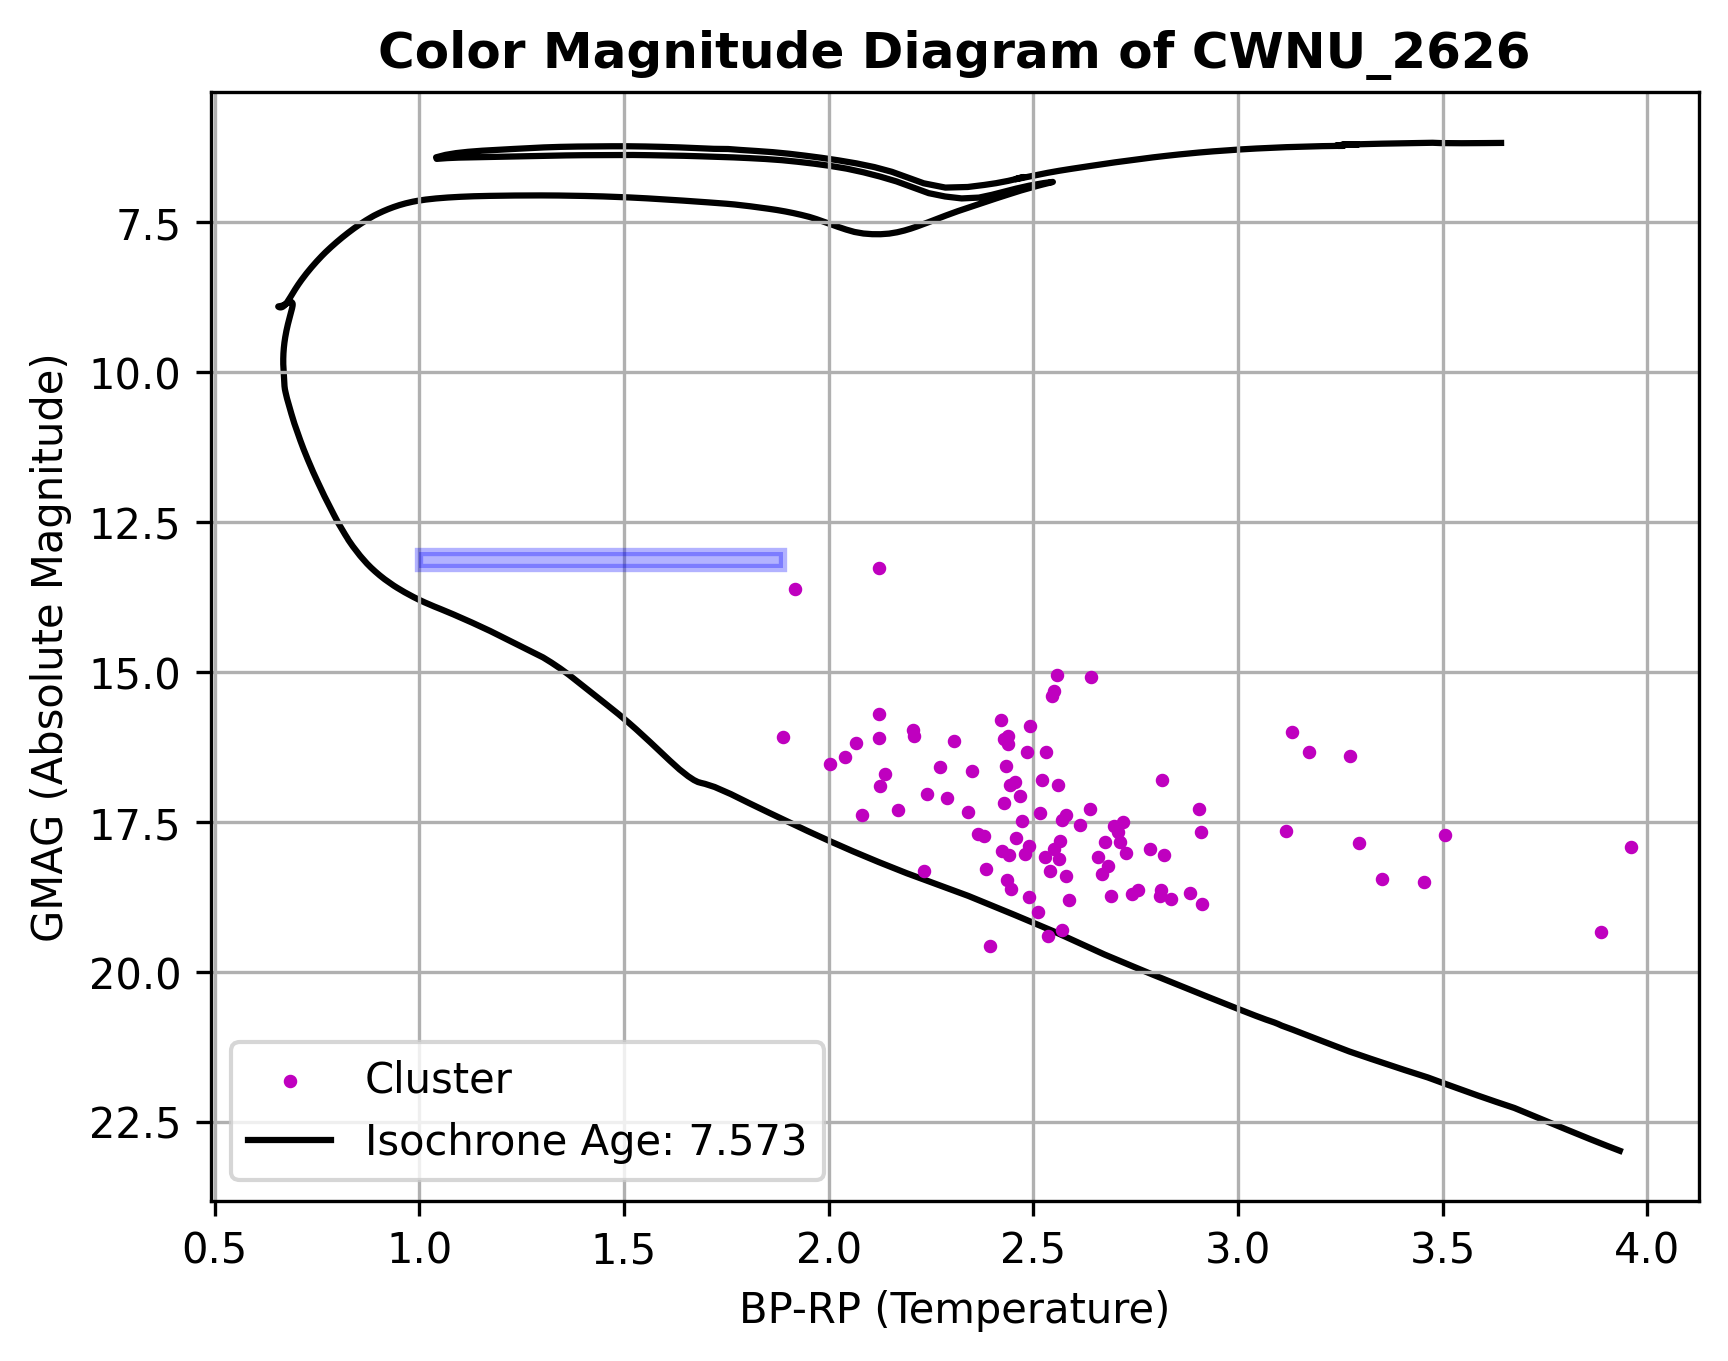 Color Magnitude Diagram of CWNU_2626
GMAG (Absolute Magnitude)
7.5
10.0
12.5
15.0
17.5
20.0
22.5
Cluster
Isochrone Age: 7.573
0.5 1.0 1.5 2.0 2.5 3.0 3.5 4.0
BP-RP (Temperature)